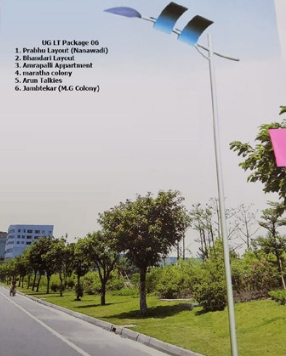 UG LT Package 06
1. Prabhu Layout (Nanawadi)
2. Bhandari Layout
3. Amrapalli Appartment
4. maratha colony
5. Arun Talkies
6. Jambtekar (M.G Colony)